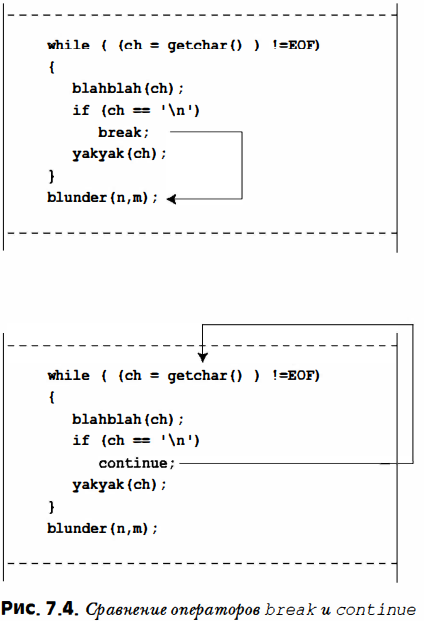 while ( (ch = getchar() ) !=EOF)
{
blahblah(ch);
if (ch == '\n')
break;
yakyak(ch);
}
blunder(n,m);
while ( (ch = getchar() ) !=EOF)
{
blahblah(ch);
if (ch == '\n')
continue;
yakyak(ch);
}
blunder(n,m);
Рис. 7.4. Сравнение операторов break и continue